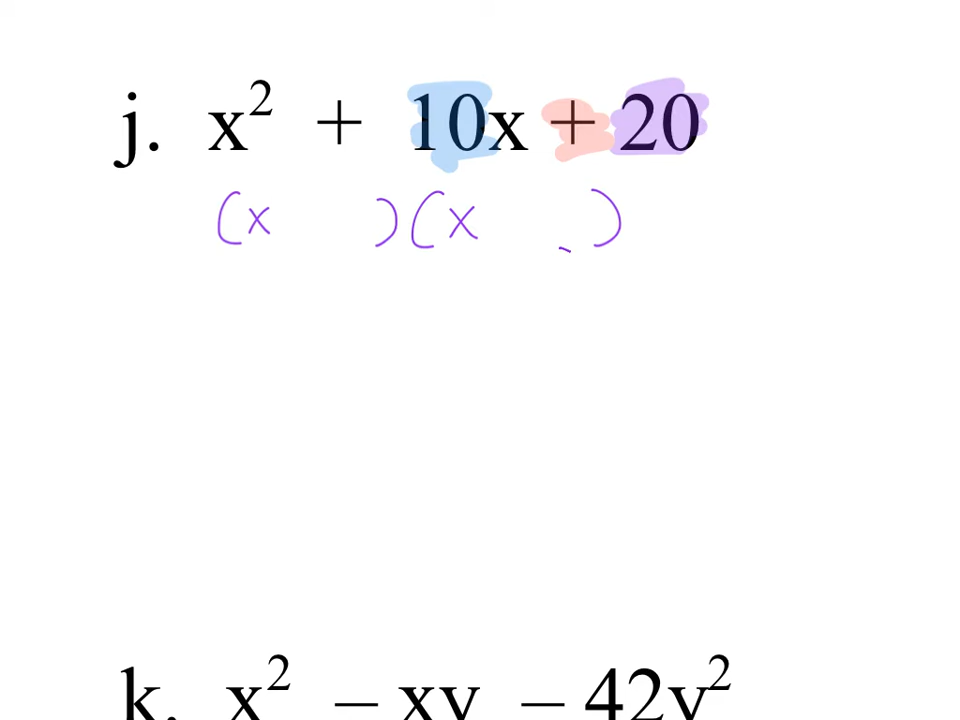 j. x² + 10x + 20
(x )(x )
k. x² – xy – 42y²